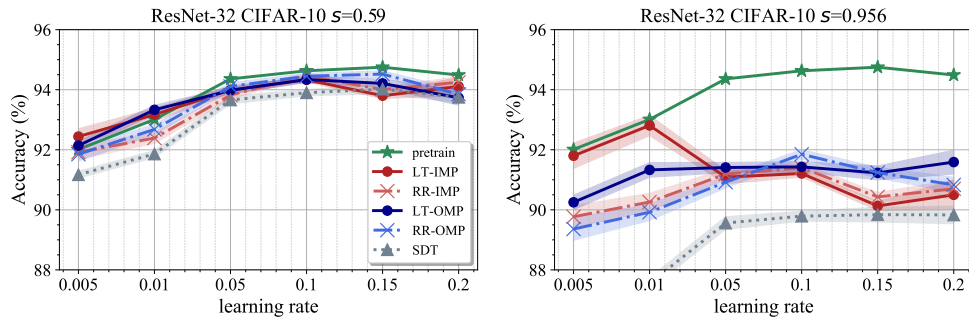 ResNet-32 CIFAR-10 s=0.59
96
94
92
90
88
Accuracy (%)
0.005 0.01 0.05 0.1 0.15 0.2
learning rate
pretrain
LT-IMP
RR-IMP
LT-OMP
RR-OMP
SDT
ResNet-32 CIFAR-10 s=0.956
96
94
92
90
88
Accuracy (%)
0.005 0.01 0.05 0.1 0.15 0.2
learning rate